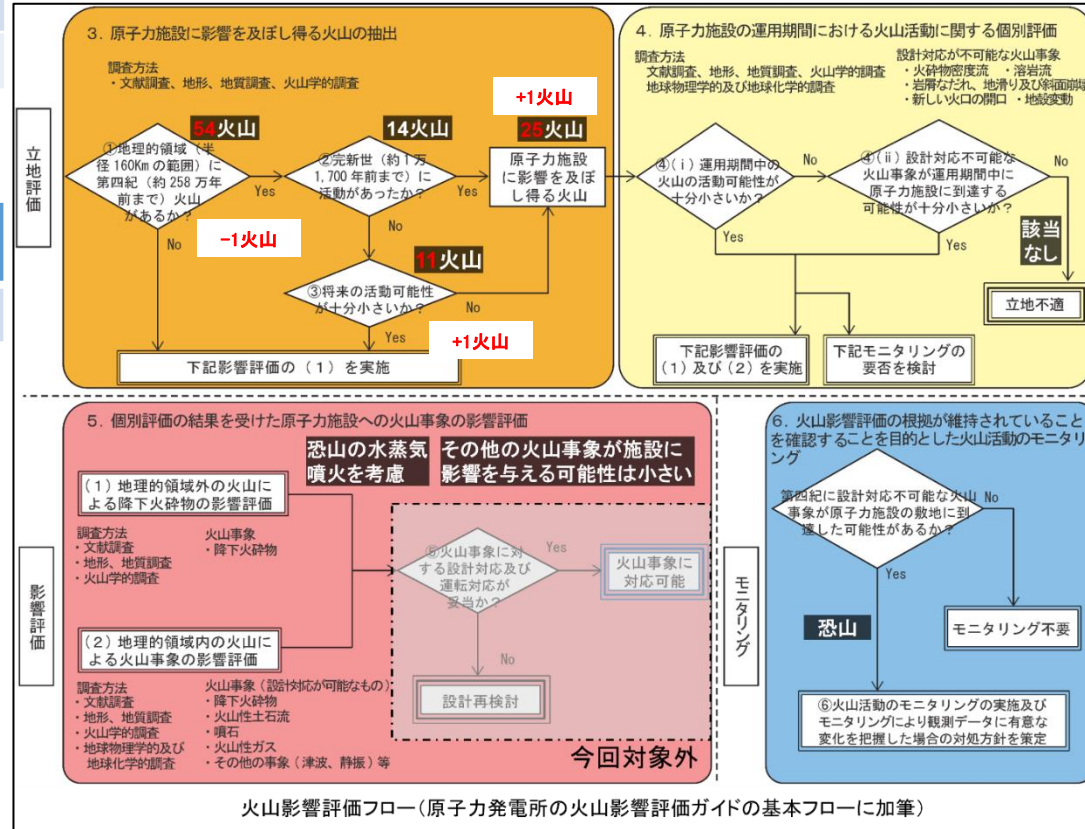 3．原子力施設に影響を及ぼし得る火山の抽出
調査方法
・文献調査、地形、地質調査、火山学的調査
54火山
14火山
+1火山
25火山
立地評価
①地理的領域（半
径160Kmの範囲）に
第四紀（約258万年
前まで）火山
があるか？
Yes
②完新世（約1万
1,700年前まで）に
活動があったか？
Yes
原子力施設
に影響を及ぼ
し得る火山
No
−1火山
No
11火山
③将来の活動可能性
が十分小さいか？
No
Yes
+1火山
下記影響評価の（1）を実施
4．原子力施設の運用期間における火山活動に関する個別評価
調査方法
文献調査、地形、地質調査、火山学的調査
地球物理学的及び地球化学的調査
設計対応が不可能な火山事象
・火砕物密度流　・溶岩流
・岩屑なだれ、地滑り及び斜面崩壊
・新しい火口の開口　・地殻変動
④(ⅰ)運用期間中の
火山の活動可能性が
十分小さいか？
No
④(ⅱ)設計対応不可能な
火山事象が運用期間中に
原子力施設に到達する
可能性が十分小さいか？
No
Yes
Yes
該当
なし
立地不適
下記影響評価の
（1）及び（2）を実施
下記モニタリングの
要否を検討
5．個別評価の結果を受けた原子力施設への火山事象の影響評価
恐山の水蒸気
噴火を考慮
その他の火山事象が施設に
影響を与える可能性は小さい
影響評価
（1）地理的領域外の火山に
よる降下火砕物の影響評価
調査方法
・文献調査
・地形、地質調査
・火山学的調査
火山事象
・降下火砕物
⑤火山事象に対
する設計対応及び
運転対応が
妥当か？
Yes
火山事象に
対応可能
No
設計再検討
（2）地理的領域内の火山に
よる火山事象の影響評価
調査方法
・文献調査
・地形、地質調査
・火山学的調査
・地球物理学的及び
地球化学的調査
火山事象（設計対応が可能なもの）
・降下火砕物
・火山性土石流
・噴石
・火山性ガス
・その他の事象（津波、静振）等
今回対象外
モニタリング
6．火山影響評価の根拠が維持されていること
を確認することを目的とした火山活動のモニタリ
ング
第四紀に設計対応不可能な火山
事象が原子力施設の敷地に到
達した可能性があるか？
No
Yes
恐山
モニタリング不要
⑥火山活動のモニタリングの実施及び
モニタリングにより観測データに有意な
変化を把握した場合の対処方針を策定
火山影響評価フロー（原子力発電所の火山影響評価ガイドの基本フローに加筆）